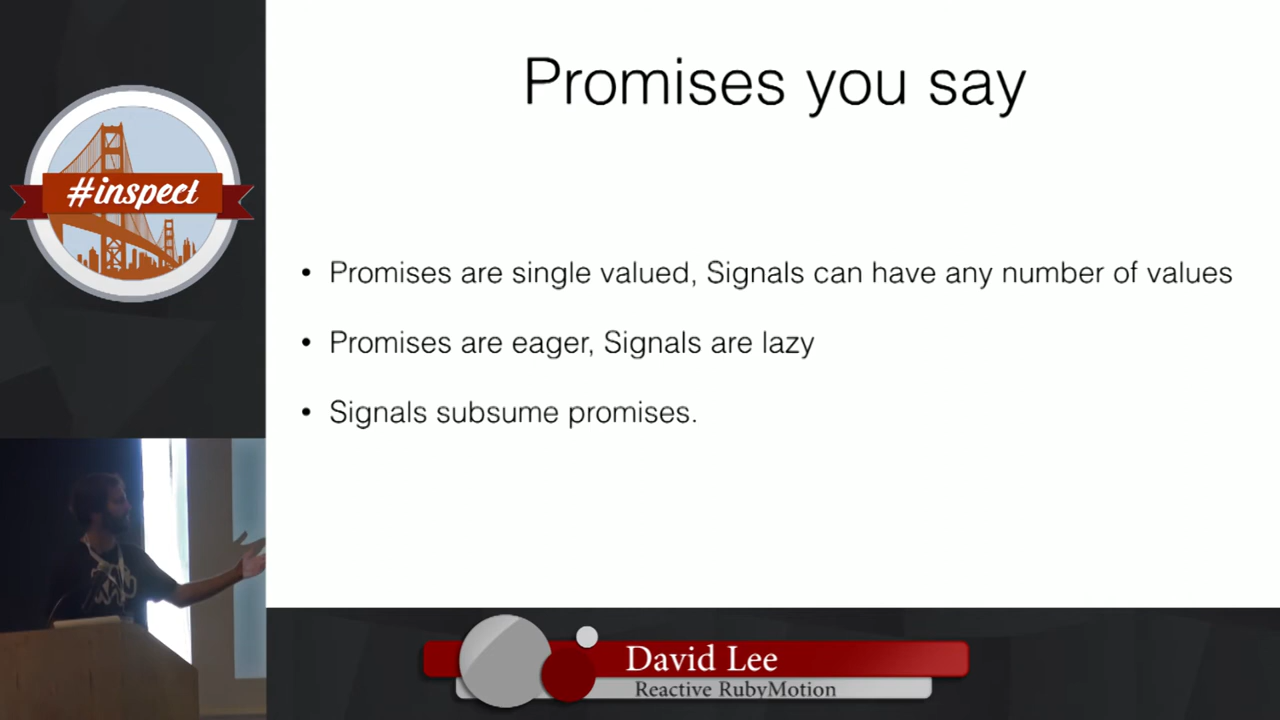 Promises you say
#inspect
• Promises are single valued, Signals can have any number of values
• Promises are eager, Signals are lazy
• Signals subsume promises.
David Lee
Reactive RubyMotion